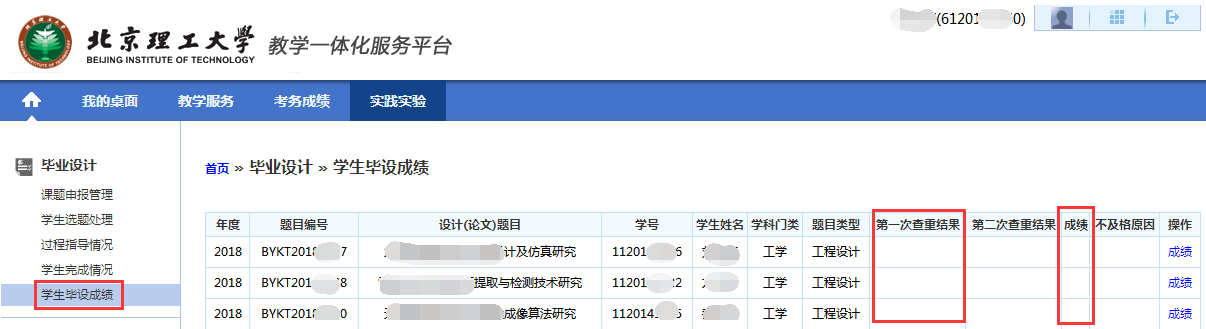 (61201 0)
北京理工大学 教学一体化服务平台
BEIJING INSTITUTE OF TECHNOLOGY
我的桌面 教学服务 考务成绩 实践实验
毕业设计
课题申报管理
学生选题处理
过程指导情况
学生完成情况
学生毕设成绩
首页 » 毕业设计 » 学生毕设成绩
年度 题目编号 设计(论文)题目 学号 学生姓名 学科门类 题目类型 第一次查重结果 第二次查重结果 成绩 不及格原因 操作
2018 BYKT2018 7 计及仿真研究 11201 6 工学 工程设计 成绩
2018 BYKT201 8 提取与检测技术研究 11201 22 工学 工程设计 成绩
2018 BYKT2018 0 成像算法研究 112014 5 工学 工程设计 成绩